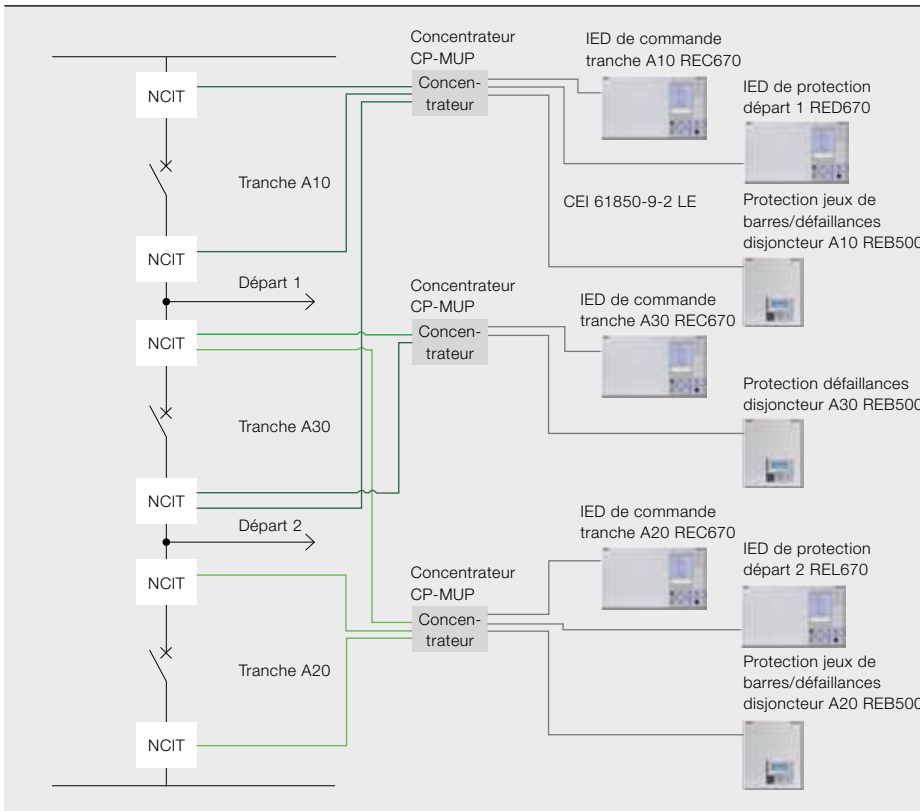 Concentrateur
CP-MUP
Concen-
trateur
IED de commande
tranche A10 REC670
IED de protection
départ 1 RED670
NCIT
Tranche A10
CEI 61850-9-2 LE
Protection jeux de
barres/défaillances
disjoncteur A10 REB500
NCIT
Départ 1
Concentrateur
CP-MUP
Concen-
trateur
IED de commande
tranche A30 REC670
NCIT
Tranche A30
Protection défaillances
disjoncteur A30 REB500
NCIT
Départ 2
IED de commande
tranche A20 REC670
IED de protection
départ 2 REL670
NCIT
Concentrateur
CP-MUP
Concen-
trateur
Tranche A20
Protection jeux de
barres/défaillances
disjoncteur A20 REB500
NCIT